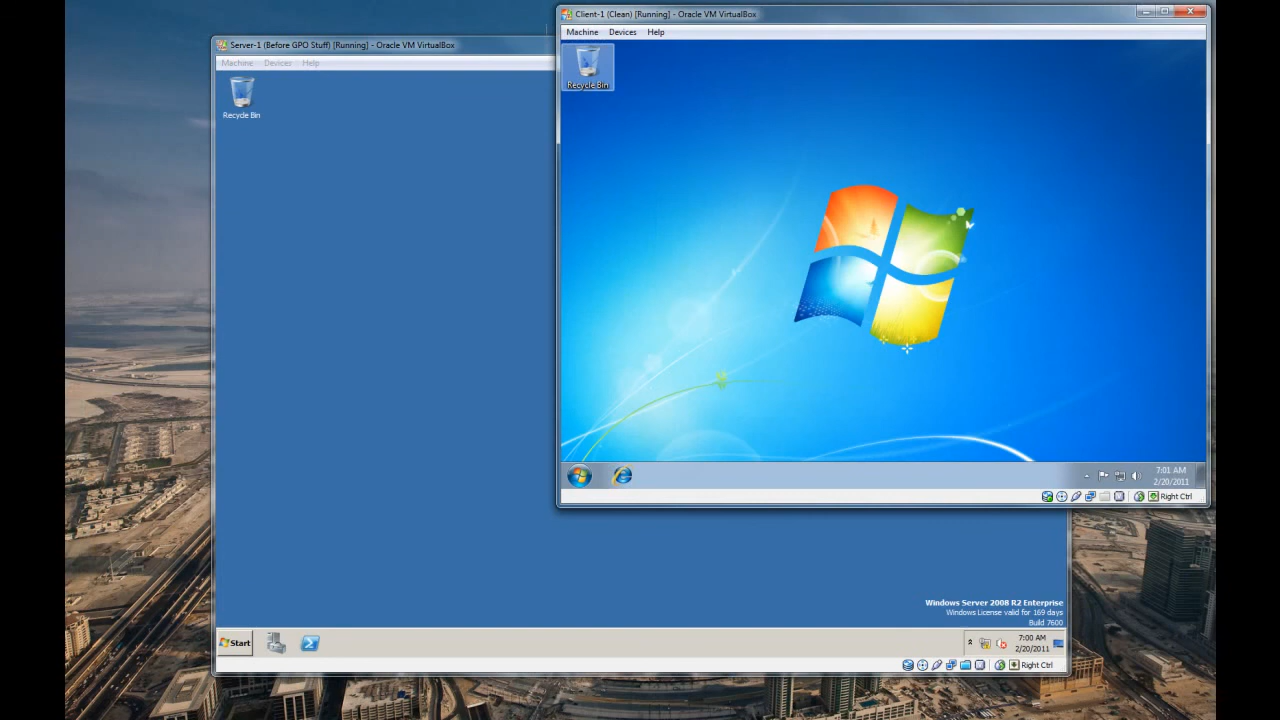 Client-1 (Clean) [Running] - Oracle VM VirtualBox
Machine Devices Help
Recycle Bin
7:01 AM
2/20/2011
Right Ctrl
Server-1 (Before GPO Stuff) [Running] - Oracle VM VirtualBox
Machine Devices Help
Recycle Bin
Windows Server 2008 R2 Enterprise
Windows License valid for 169 days
Build 7600
Start
7:00 AM
2/20/2011
Right Ctrl